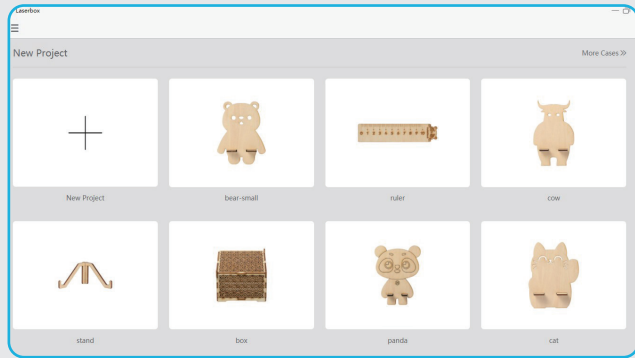 Laserbox
New Project
More Cases »
New Project
bear-small
ruler
cow
stand
box
panda
cat